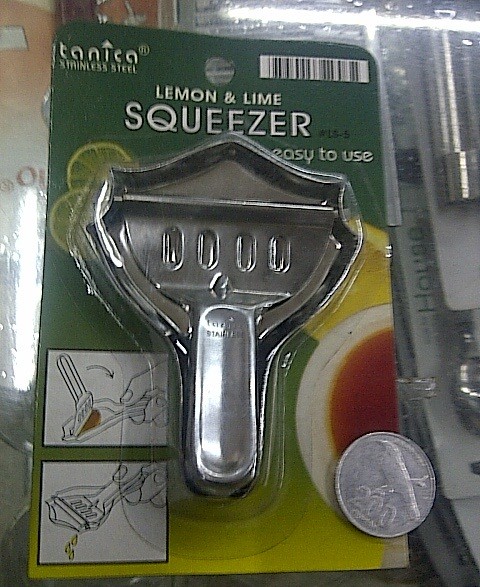 tanica®
STAINLESS STEEL
LEMON & LIME
SQUEEZER
easy to use